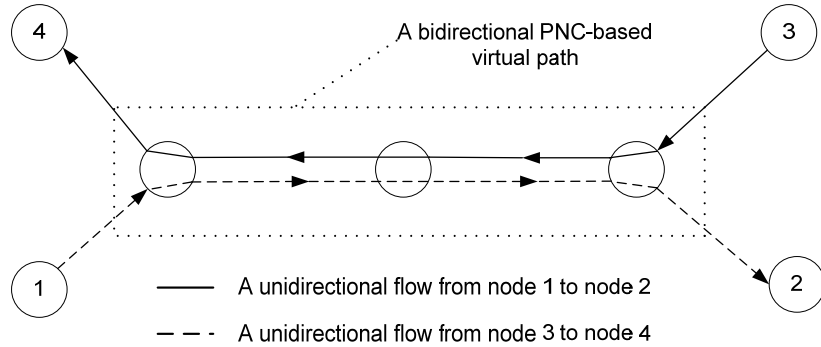 4
A bidirectional PNC-based
virtual path
3
1
2
A unidirectional flow from node 1 to node 2
A unidirectional flow from node 3 to node 4